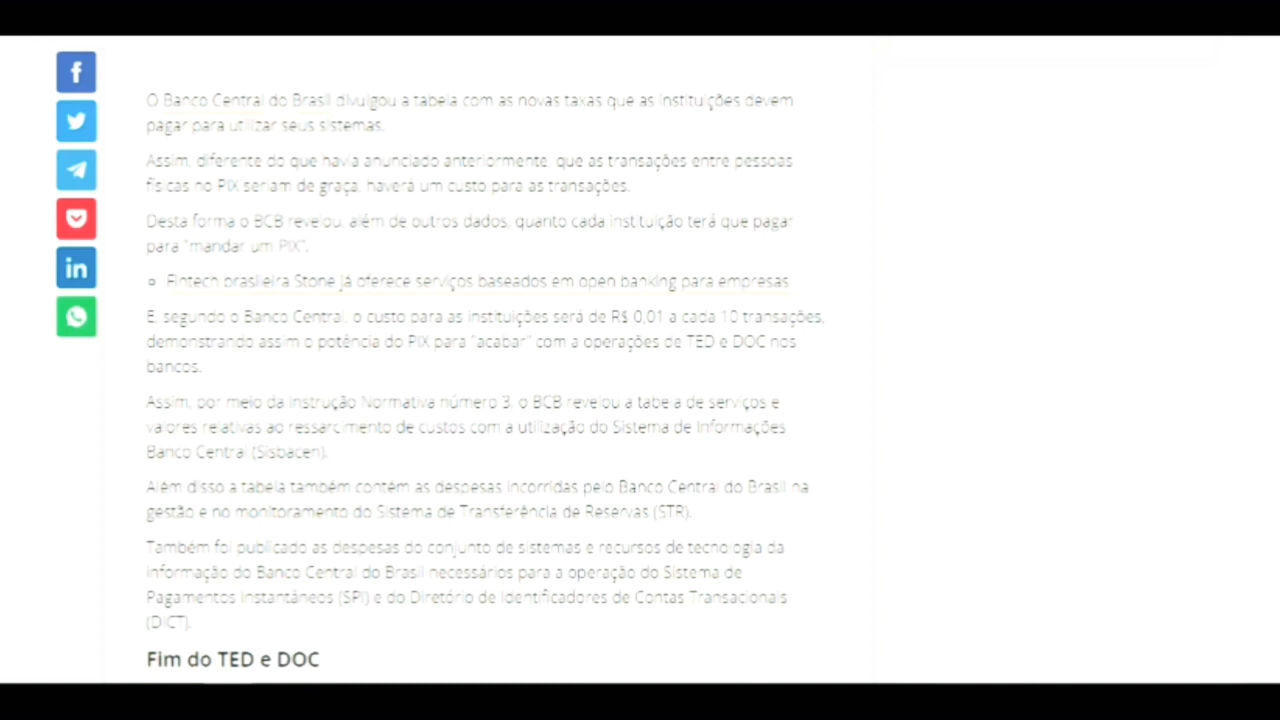 O Banco Central do Brasil divulgou a tabela com as novas taxas que as instituições devem
pagar para utilizar seus sistemas.
Assim, diferente do que havia anunciado anteriormente, que as transações entre pessoas
físicas no PIX seriam de graça, haverá um custo para as transações.
Desta forma o BCB revelou, além de outros dados, quanto cada instituição terá que pagar
para "mandar um PIX".
Fintech brasileira Stone já oferece serviços baseados em open banking para empresas
E, segundo o Banco Central, o custo para as instituições será de R$ 0,01 a cada 10 transações,
demonstrando assim o potência do PIX para "acabar" com a operações de TED e DOC nos
bancos.
Assim, por meio da Instrução Normativa número 3, o BCB revelou a tabela de serviços e
valores relativas ao ressarcimento de custos com a utilização do Sistema de Informações
Banco Central (Sisbacen).
Além disso a tabela também contém as despesas incorridas pelo Banco Central do Brasil na
gestão e no monitoramento do Sistema de Transferência de Reservas (STR).
Também foi publicado as despesas do conjunto de sistemas e recursos de tecnologia da
informação do Banco Central do Brasil necessários para a operação do Sistema de
Pagamentos Instantâneos (SPI) e do Diretório de Identificadores de Contas Transacionais
(DICT).
Fim do TED e DOC